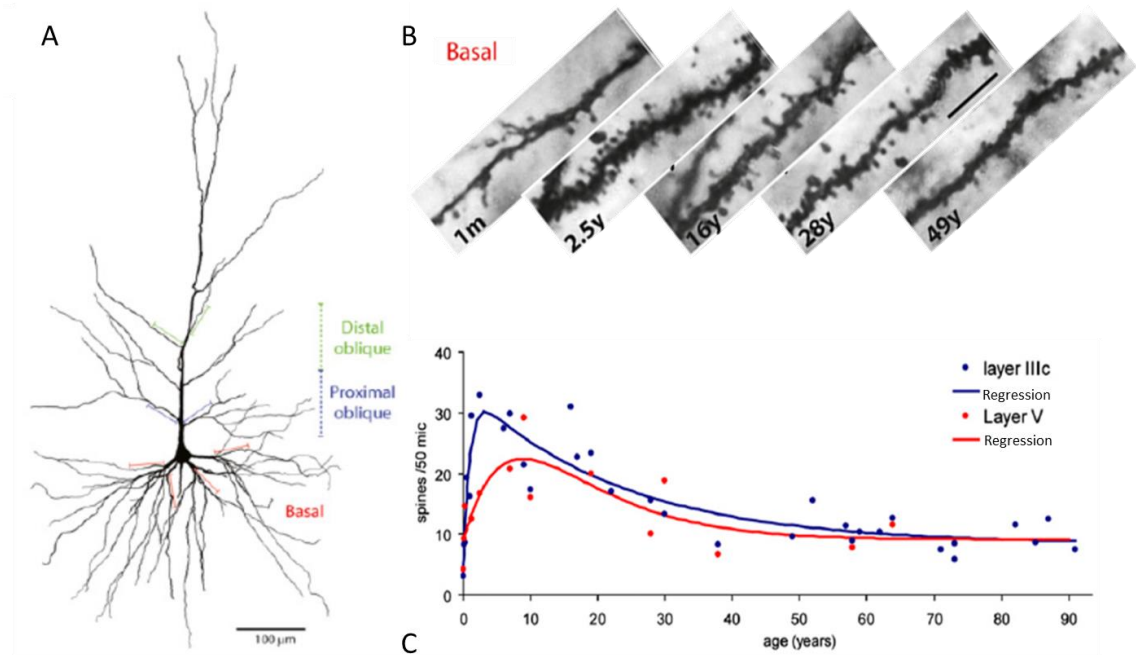 A
Distal
oblique
Proximal
oblique
Basal
100 µm
B
Basal
1m
2.5y
16y
28y
49y
C
40
30
20
10
0
spines /50 mic
0 10 20 30 40 50 60 70 80 90
age (years)
layer IIIc
Regression
Layer V
Regression